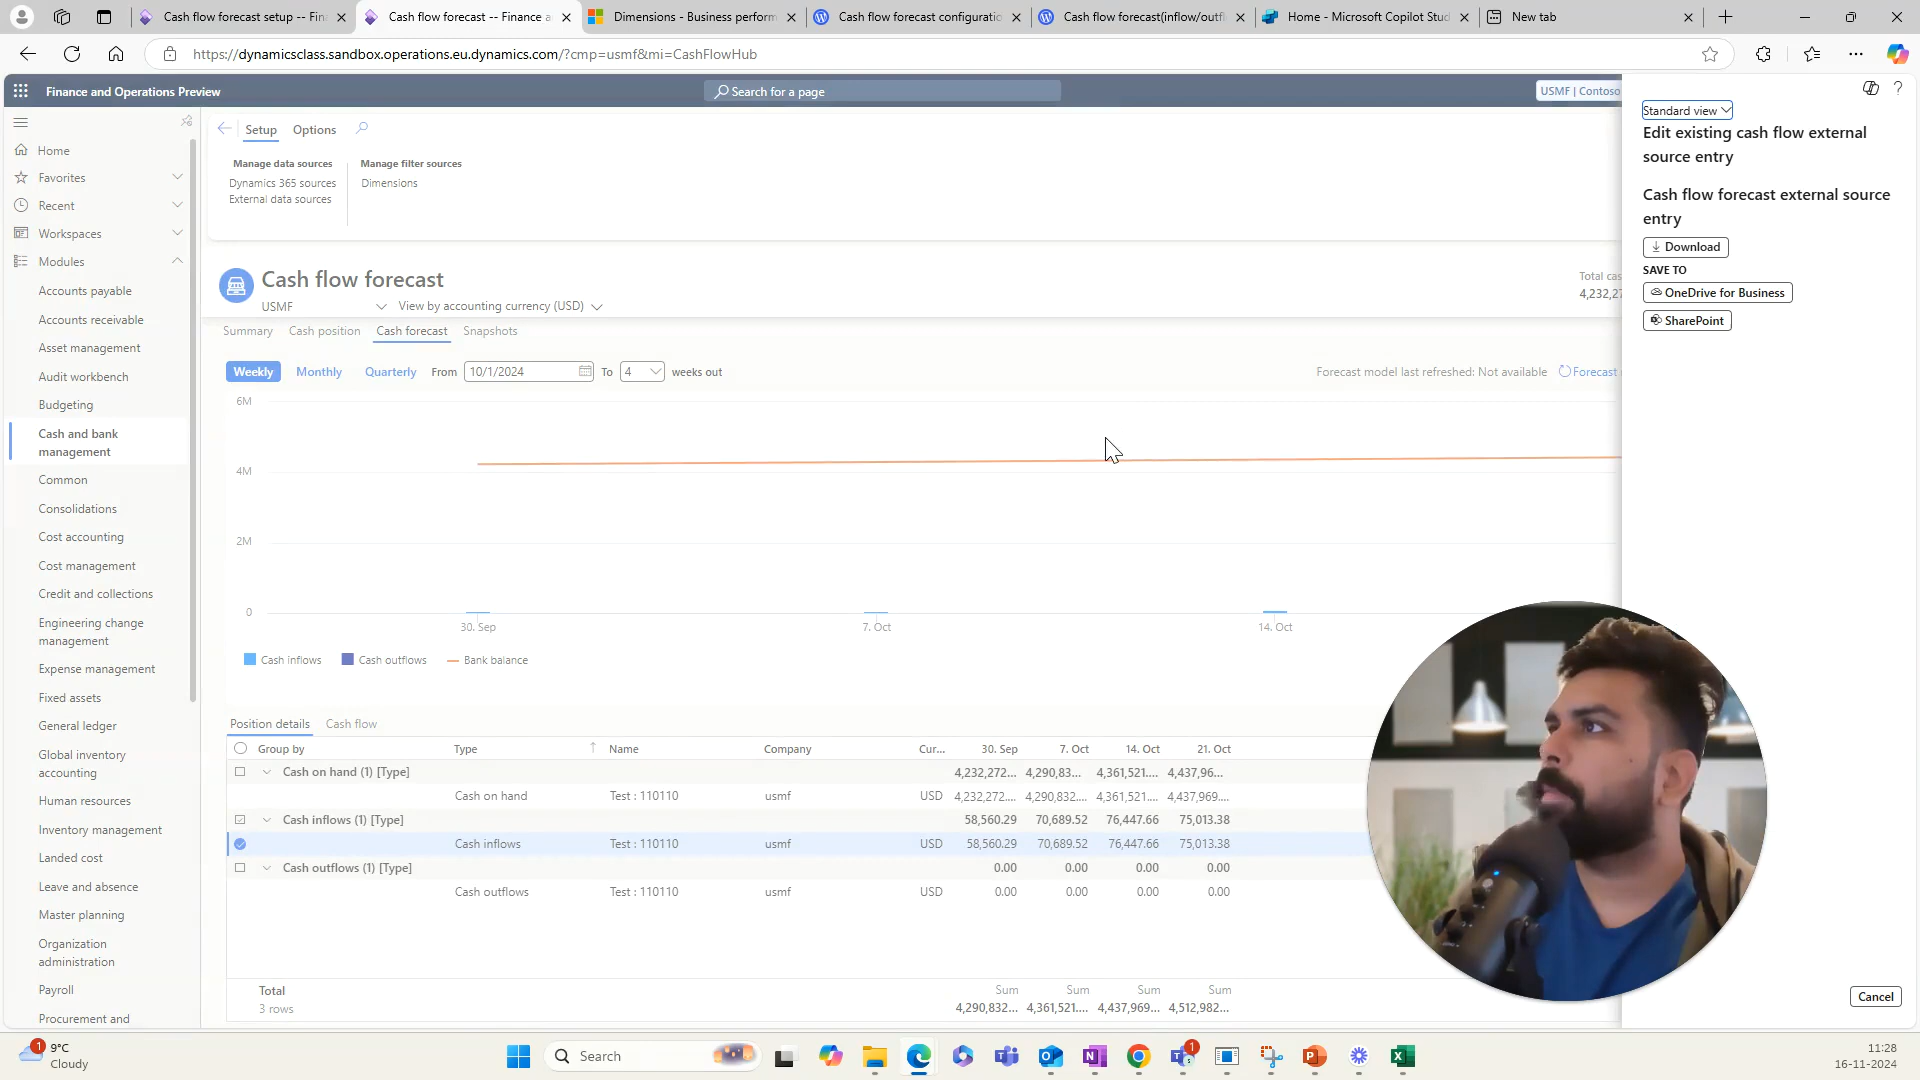 Cash flow forecast setup -- Fina
Cash flow forecast -- Finance a
Dimensions - Business perform
Cash flow forecast configuratio
Cash flow forecast(inflow/outfl
Home - Microsoft Copilot Stud
New tab
https://dynamicsclass.sandbox.operations.eu.dynamics.com/?cmp=usmf&mi=CashFlowHub
Finance and Operations Preview
Search for a page
USMF | Contoso
Home
Favorites
Recent
Workspaces
Modules
Accounts payable
Accounts receivable
Asset management
Audit workbench
Budgeting
Cash and bank
management
Common
Consolidations
Cost accounting
Cost management
Credit and collections
Engineering change
management
Expense management
Fixed assets
General ledger
Global inventory
accounting
Human resources
Inventory management
Landed cost
Leave and absence
Master planning
Organization
administration
Payroll
Procurement and
Setup Options
Manage data sources Manage filter sources
Dynamics 365 sources Dimensions
External data sources
Cash flow forecast
USMF View by accounting currency (USD)
Total cas
4,232,27
Summary Cash position Cash forecast Snapshots
Weekly Monthly Quarterly From 10/1/2024 To 4 weeks out
Forecast model last refreshed: Not available Forecast
6M
4M
2M
0
30. Sep 7. Oct 14. Oct
Cash inflows Cash outflows Bank balance
Position details Cash flow
Group by Type Name Company Cur... 30. Sep 7. Oct 14. Oct 21. Oct
Cash on hand (1) [Type] 4,232,272... 4,290,83... 4,361,521.... 4,437,96...
Cash on hand Test : 110110 usmf USD 4,232,272.... 4,290,832.... 4,361,521.... 4,437,969....
Cash inflows (1) [Type] 58,560.29 70,689.52 76,447.66 75,013.38
Cash inflows Test : 110110 usmf USD 58,560.29 70,689.52 76,447.66 75,013.38
Cash outflows (1) [Type] 0.00 0.00 0.00 0.00
Cash outflows Test : 110110 usmf USD 0.00 0.00 0.00 0.00
Total Sum Sum Sum Sum
3 rows 4,290,832... 4,361,521.... 4,437,969... 4,512,982...
Standard view
Edit existing cash flow external
source entry
Cash flow forecast external source
entry
Download
SAVE TO
OneDrive for Business
SharePoint
Cancel
1
9°C
Cloudy
Search
1
11:28
16-11-2024